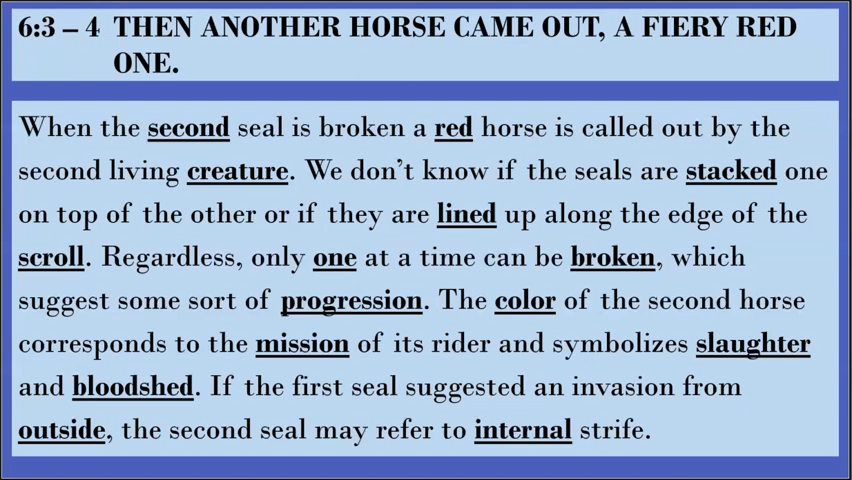 6:3 – 4 THEN ANOTHER HORSE CAME OUT, A FIERY RED
ONE.
When the second seal is broken a red horse is called out by the
second living creature. We don’t know if the seals are stacked one
on top of the other or if they are lined up along the edge of the
scroll. Regardless, only one at a time can be broken, which
suggest some sort of progression. The color of the second horse
corresponds to the mission of its rider and symbolizes slaughter
and bloodshed. If the first seal suggested an invasion from
outside, the second seal may refer to internal strife.